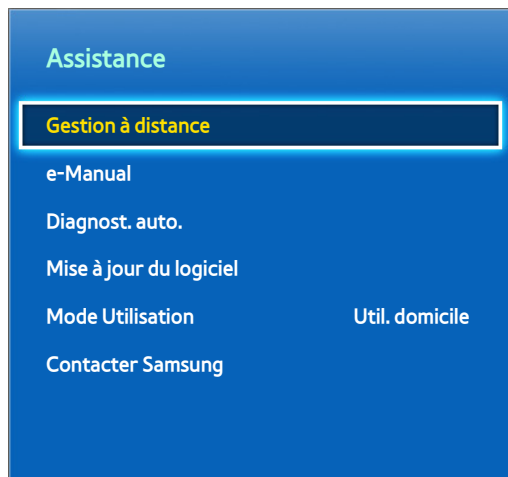 Assistance
Gestion à distance
e-Manual
Diagnost. auto.
Mise à jour du logiciel
Mode Utilisation Util. domicile
Contacter Samsung